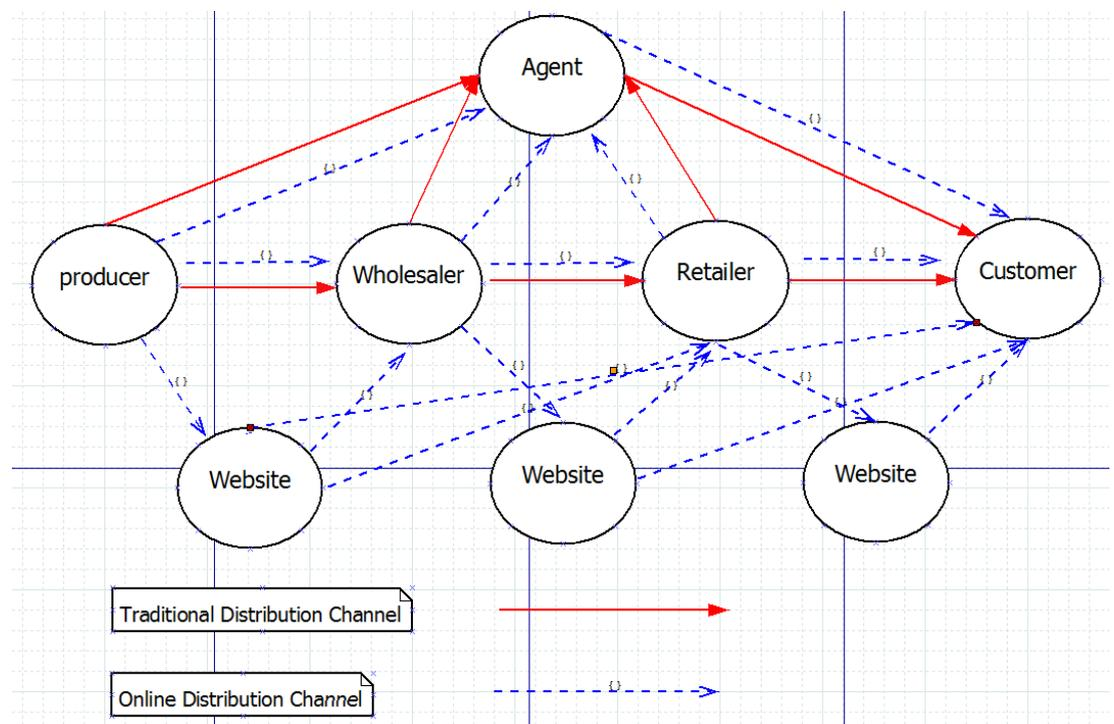 Agent
{ }
{ }
{ }
{ }
producer
{ }
Wholesaler
{ }
Retailer
{ }
Customer
{ }
{ }
{ }
{ }
{ }
{ }
{ }
{ }
{ }
Website
Website
Website
Traditional Distribution Channel
Online Distribution Channel
{ }